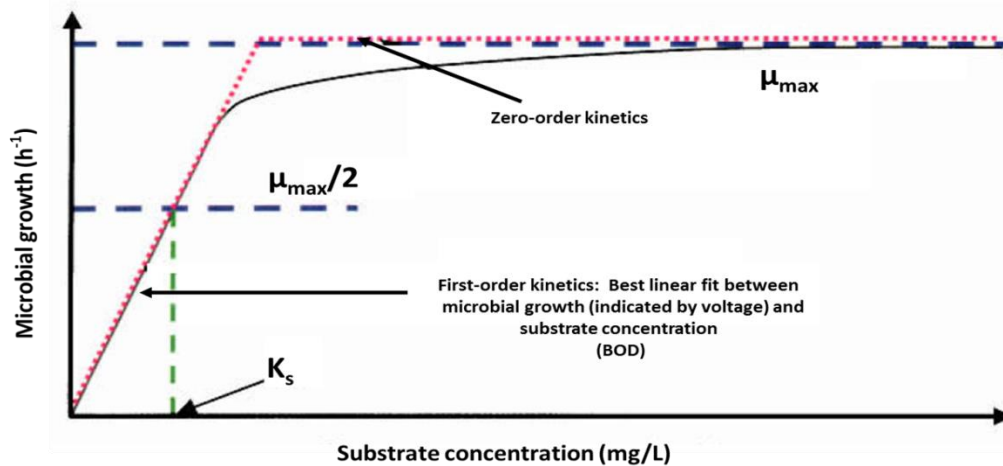 Microbial growth (h⁻¹)
μmax
Zero-order kinetics
μmax/2
First-order kinetics: Best linear fit between
microbial growth (indicated by voltage) and
substrate concentration
(BOD)
Ks
Substrate concentration (mg/L)